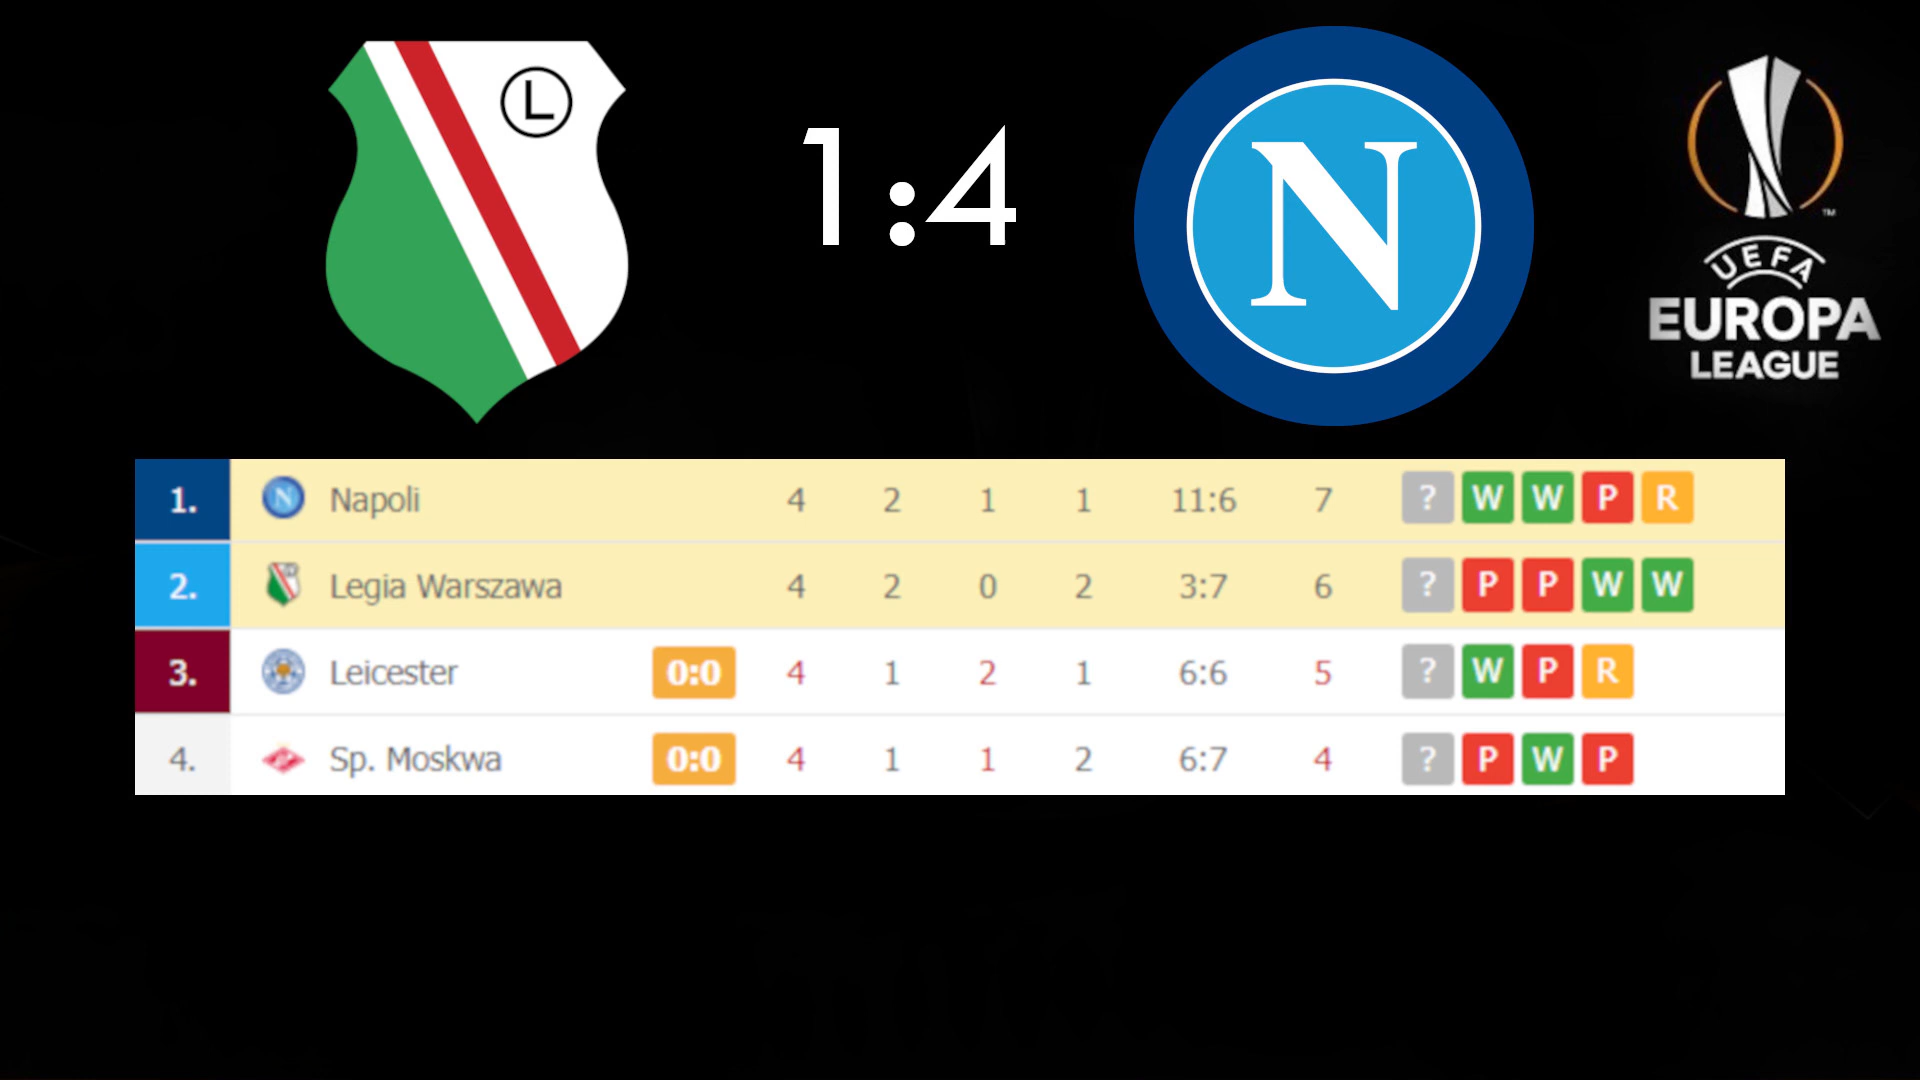 L
1:4
N
™
UEFA
EUROPA
LEAGUE
1. N Napoli 4 2 1 1 11:6 7 ? W W P R
2. Legia Warszawa 4 2 0 2 3:7 6 ? P P W W
3. Leicester 0:0 4 1 2 1 6:6 5 ? W P R
4. Sp. Moskwa 0:0 4 1 1 2 6:7 4 ? P W P